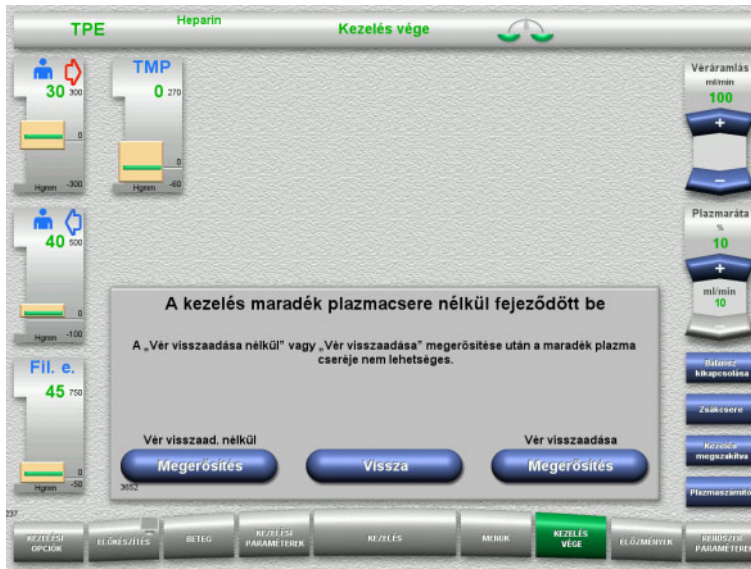 TPE
Heparin
Kezelés vége
30
300
0
-300
Hgmm
TMP
0
270
0
-60
Hgmm
Véráramlás
ml/min
100
+
−
40
500
0
-100
Hgmm
Plazmaráta
%
10
+
ml/min
10
−
Fil. e.
45
750
0
-50
Hgmm
A kezelés maradék plazmacsere nélkül fejeződött be
A „Vér visszaadása nélkül” vagy „Vér visszaadása” megerősítése után a maradék plazma
cseréje nem lehetséges.
Vér visszaad. nélkül
Vér visszaadása
Megerősítés
Vissza
Megerősítés
3652
Balansz
kikapcsolása
Zsákcsere
Kezelés
megszakítva
Plazmaszámító
237
KEZELÉSI
OPCIÓK
ELŐKÉSZÍTÉS
BETEG
KEZELÉSI
PARAMÉTEREK
KEZELÉS
MENÜK
KEZELÉS
VÉGE
ELŐZMÉNYEK
RENDSZER
PARAMÉTEREK